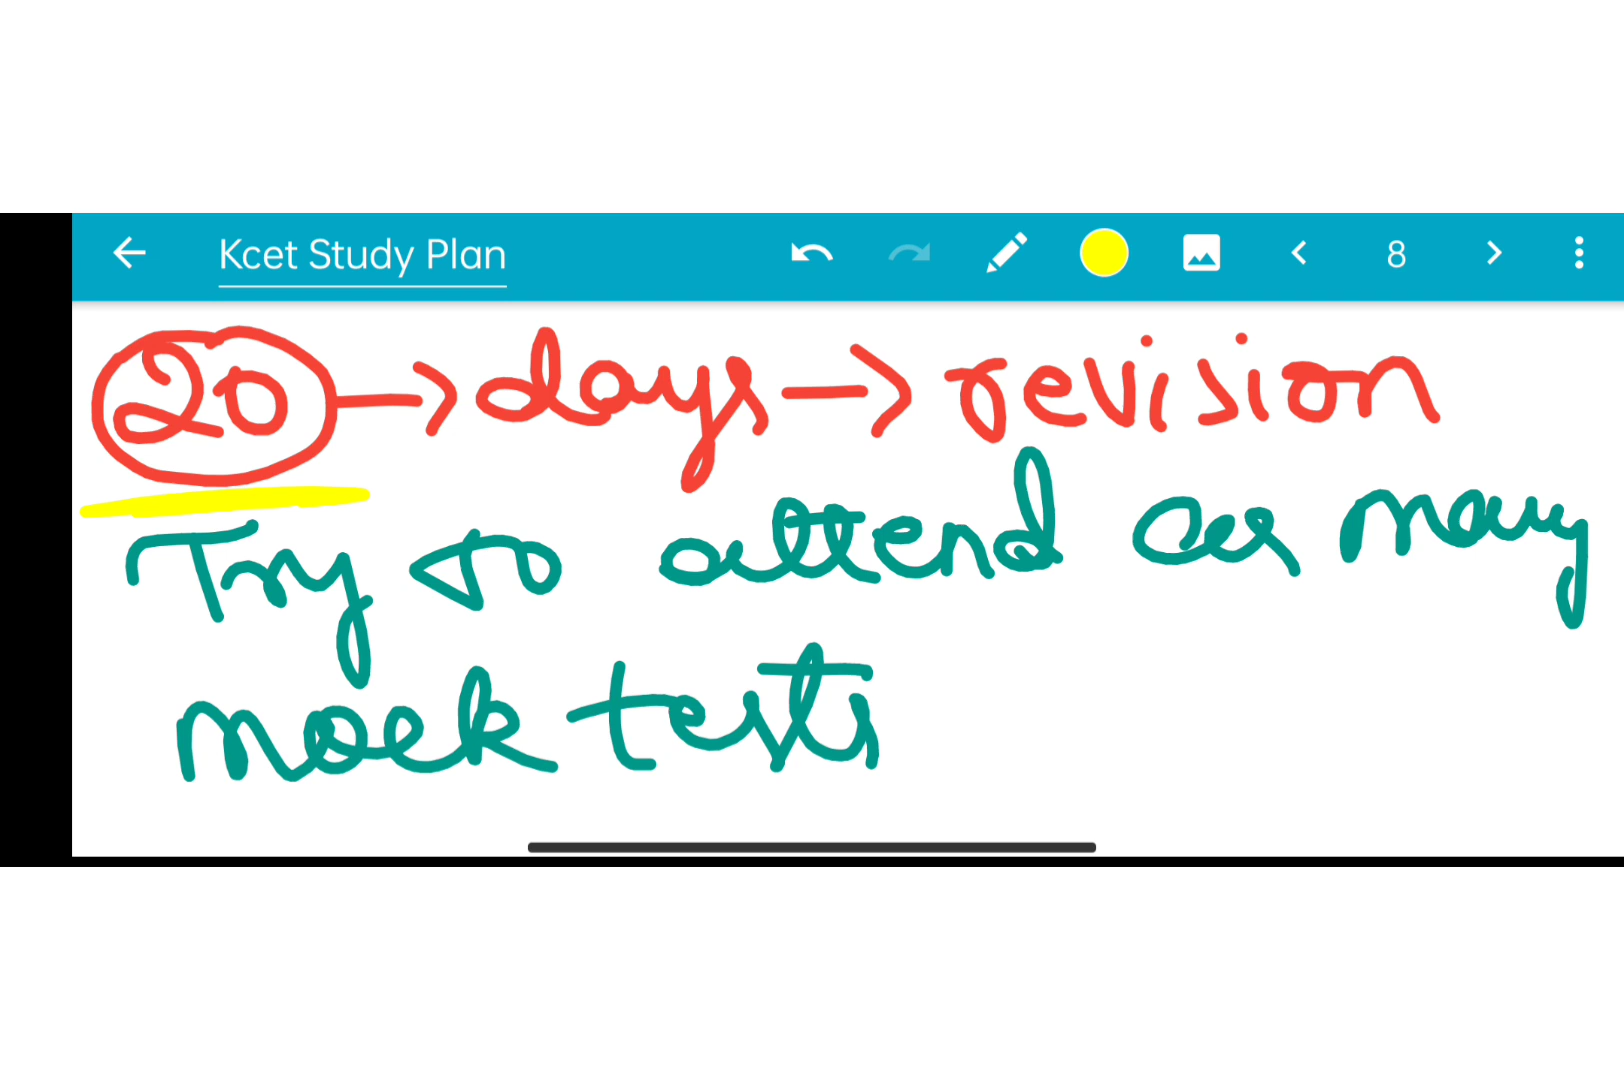 Kcet Study Plan 8
20 → days → revision
Try to attend as many
mock tests